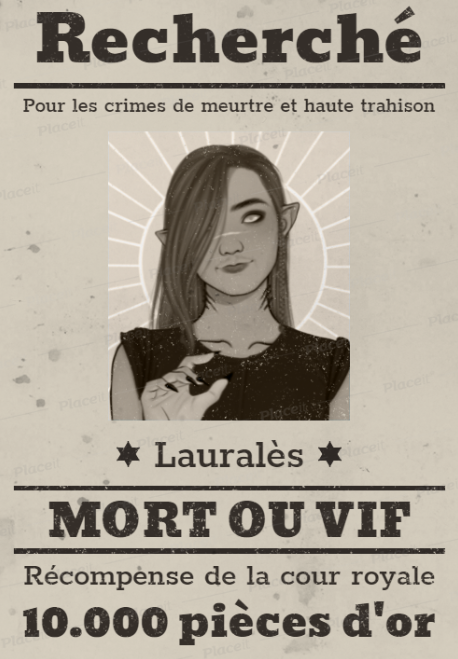 Recherché
Pour les crimes de meurtre et haute trahison
Lauralès
MORT OU VIF
Récompense de la cour royale
10.000 pièces d'or
Placeit